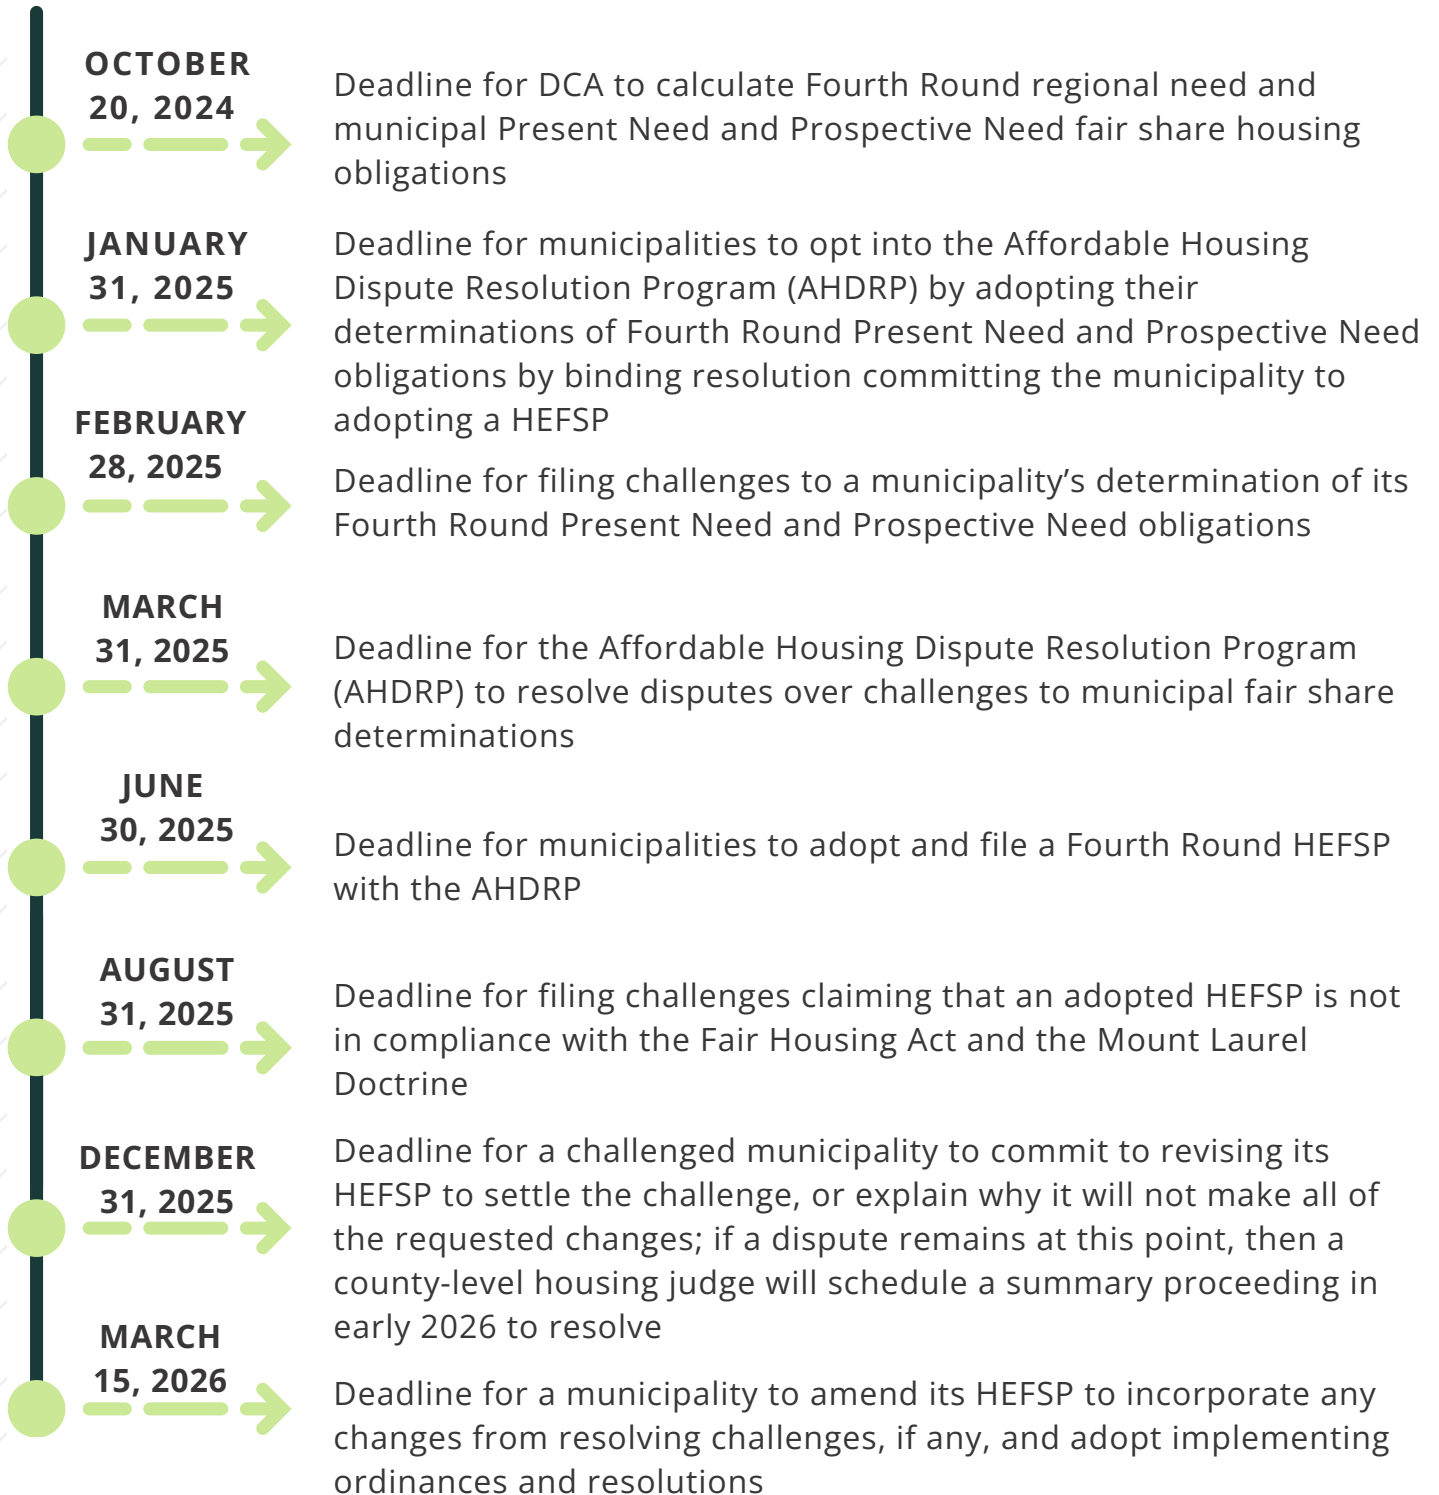 OCTOBER
20, 2024
Deadline for DCA to calculate Fourth Round regional need and
municipal Present Need and Prospective Need fair share housing
obligations
JANUARY
31, 2025
Deadline for municipalities to opt into the Affordable Housing
Dispute Resolution Program (AHDRP) by adopting their
determinations of Fourth Round Present Need and Prospective Need
obligations by binding resolution committing the municipality to
adopting a HEFSP
FEBRUARY
28, 2025
Deadline for filing challenges to a municipality’s determination of its
Fourth Round Present Need and Prospective Need obligations
MARCH
31, 2025
Deadline for the Affordable Housing Dispute Resolution Program
(AHDRP) to resolve disputes over challenges to municipal fair share
determinations
JUNE
30, 2025
Deadline for municipalities to adopt and file a Fourth Round HEFSP
with the AHDRP
AUGUST
31, 2025
Deadline for filing challenges claiming that an adopted HEFSP is not
in compliance with the Fair Housing Act and the Mount Laurel
Doctrine
DECEMBER
31, 2025
Deadline for a challenged municipality to commit to revising its
HEFSP to settle the challenge, or explain why it will not make all of
the requested changes; if a dispute remains at this point, then a
county-level housing judge will schedule a summary proceeding in
early 2026 to resolve
MARCH
15, 2026
Deadline for a municipality to amend its HEFSP to incorporate any
changes from resolving challenges, if any, and adopt implementing
ordinances and resolutions